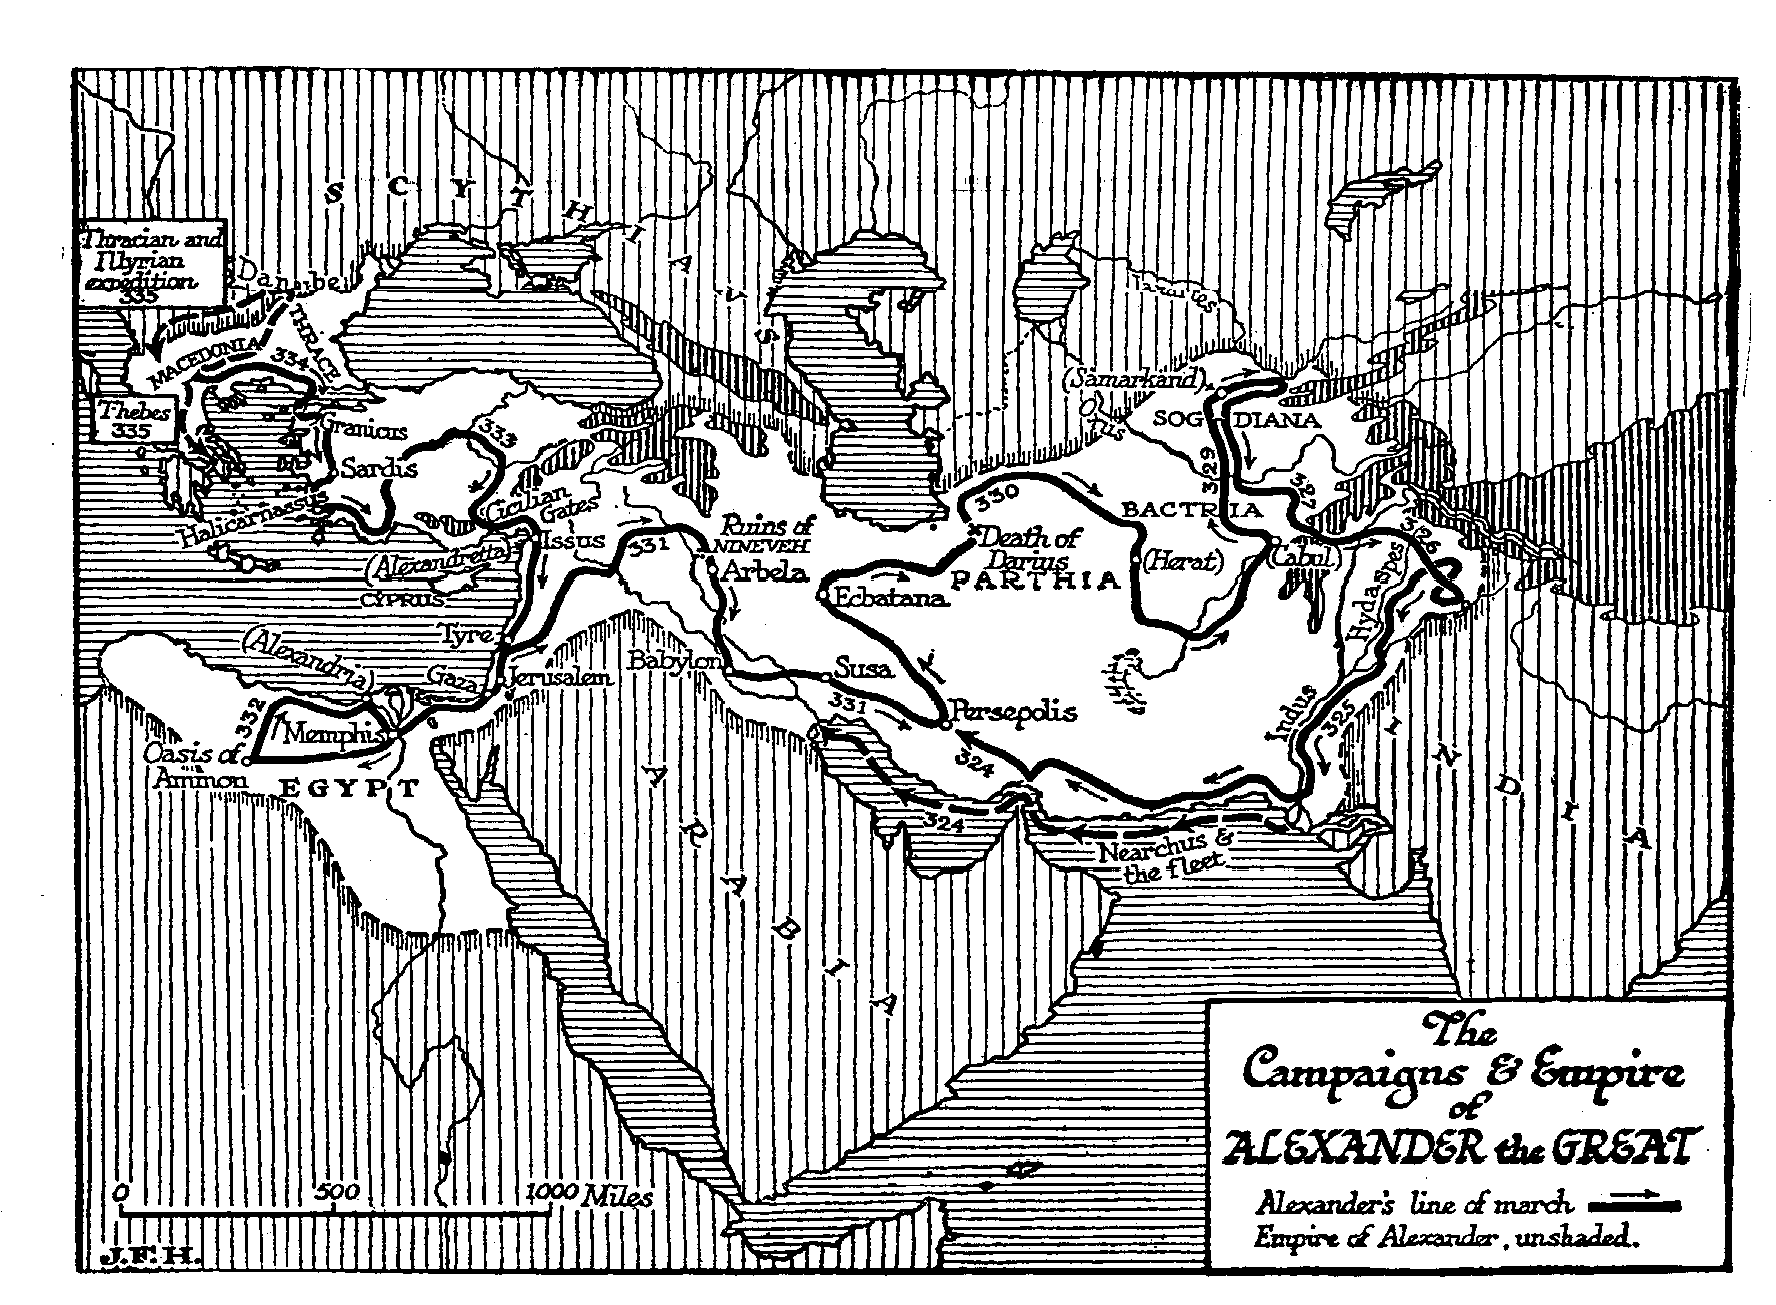 SCYTHIANS
Thracian and
Illyrian
expedition
335
Danube
THRACE
MACEDONIA
334
Thebes
335
Granicus
Sardis
333
Halicarnassus
Cicilian
Gates
(Alexandretta)
Issus
331
CYPRUS
Ruins of
NINEVEH
Arbela
Tyre
(Alexandria)
Gaza
Jerusalem
Babylon
Susa
331
332
Memphis
Oasis of
Ammon
EGYPT
Ecbatana
Death of
Darius
PARTHIA
330
Persepolis
324
324
(Samarkand)
Oxus
SOGDIANA
329
327
BACTRIA
(Herat)
(Cabul)
326
Hydaspes
Indus
325
INDIA
Nearchus &
the fleet
ARABIA
The
Campaigns & Empire
of
ALEXANDER the GREAT
Alexander's line of march
Empire of Alexander, unshaded.
0 500 1000 Miles
J.F.H.